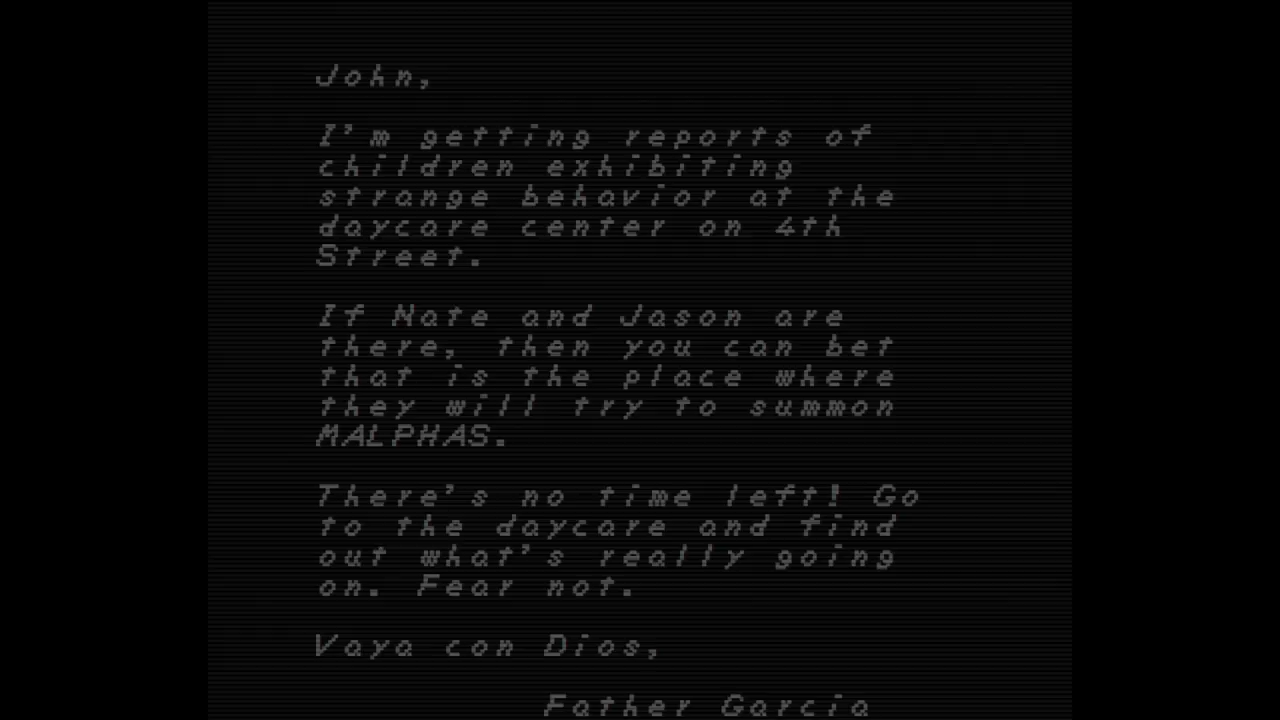 John,
I'm getting reports of
children exhibiting
strange behavior at the
daycare center on 4th
Street.
If Nate and Jason are
there, then you can bet
that is the place where
they will try to summon
MALPHAS.
There's no time left! Go
to the daycare and find
out what's really going
on. Fear not.
Vaya con Dios,
Father Garcia